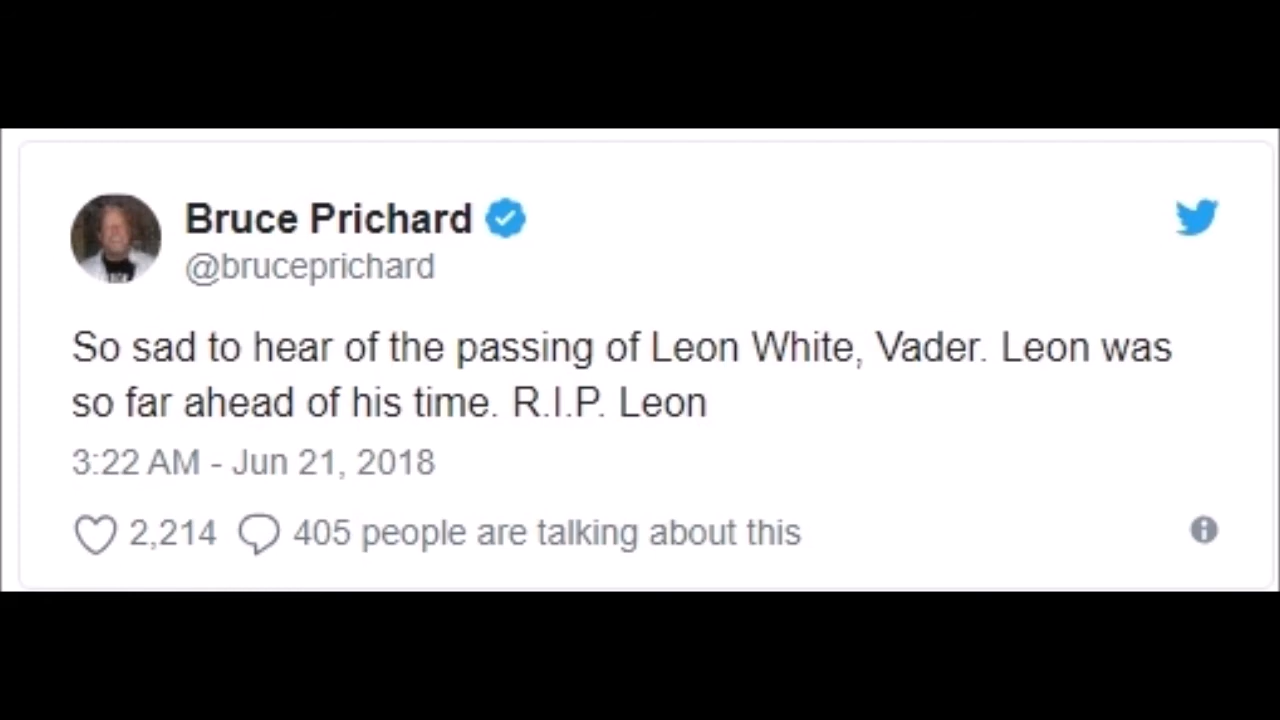 Bruce Prichard
@bruceprichard
So sad to hear of the passing of Leon White, Vader. Leon was
so far ahead of his time. R.I.P. Leon
3:22 AM - Jun 21, 2018
2,214 405 people are talking about this